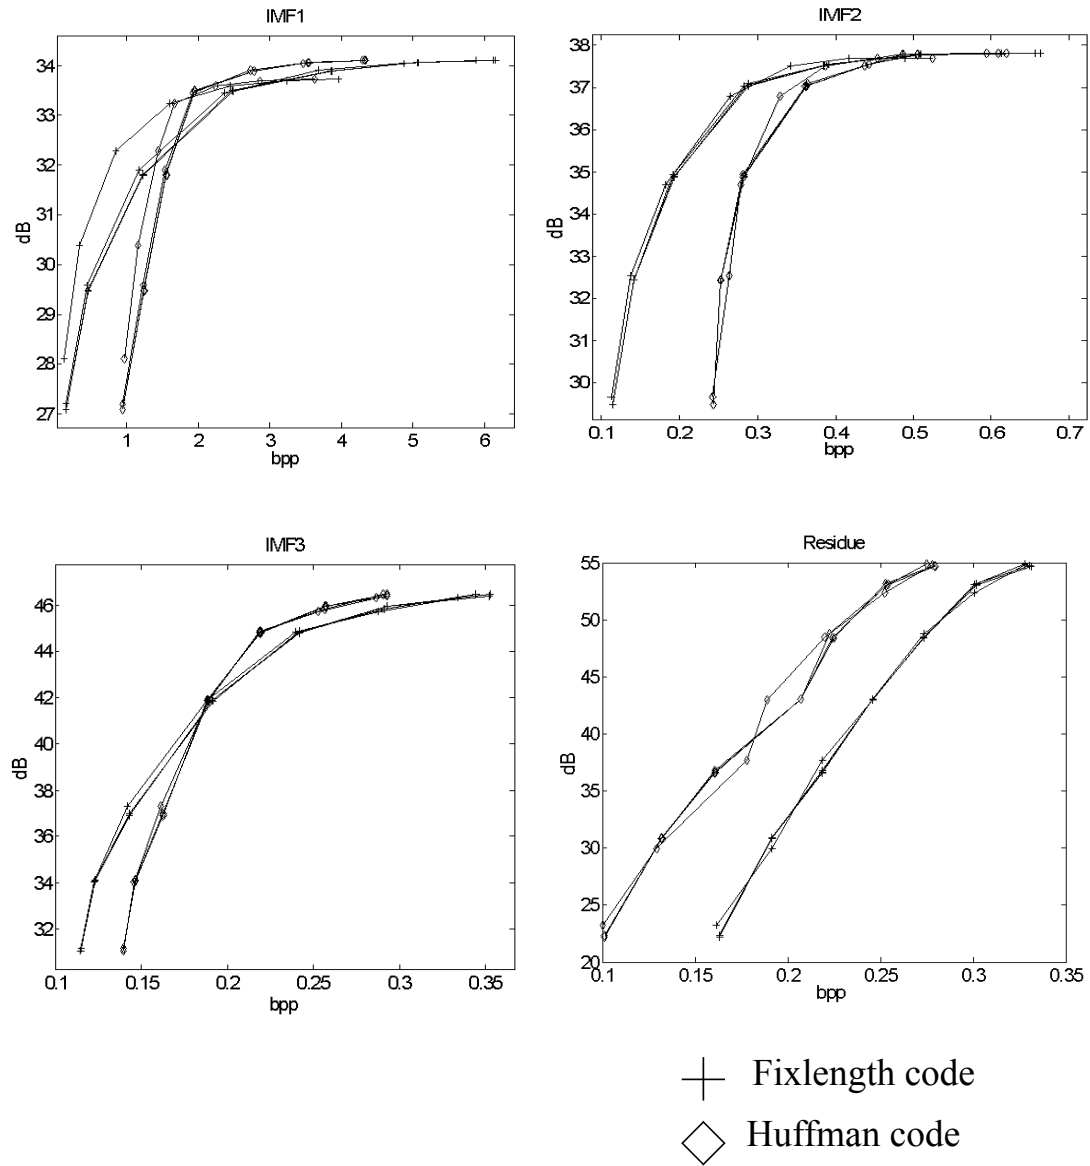 IMF1
34
33
32
31
30
29
28
27
dB
1 2 3 4 5 6
bpp
IMF2
38
37
36
35
34
33
32
31
30
dB
0.1 0.2 0.3 0.4 0.5 0.6 0.7
bpp
IMF3
46
44
42
40
38
36
34
32
dB
0.1 0.15 0.2 0.25 0.3 0.35
bpp
Residue
55
50
45
40
35
30
25
20
dB
0.1 0.15 0.2 0.25 0.3 0.35
bpp
Fixlength code
Huffman code